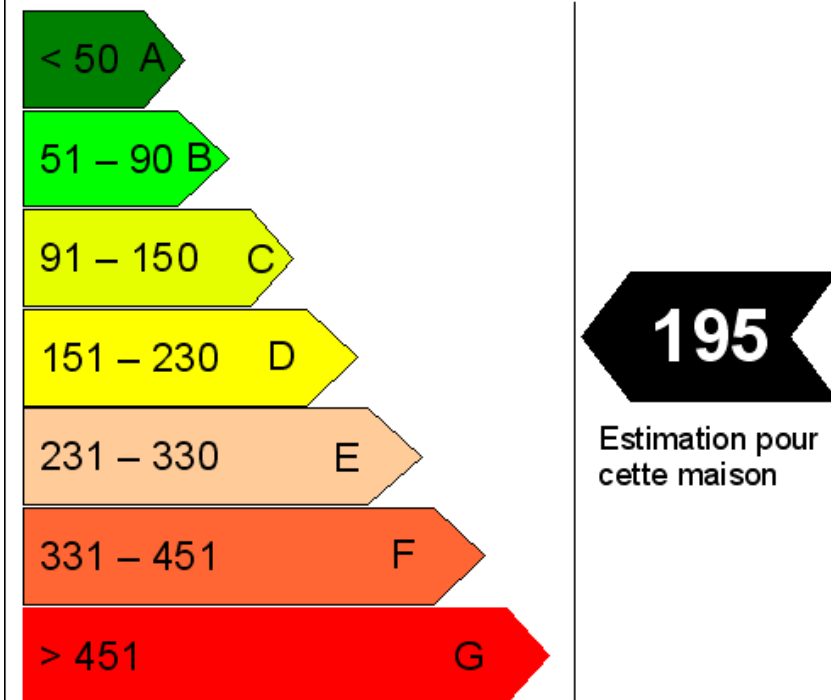 < 50 A
51 – 90 B
91 – 150 C
151 – 230 D
231 – 330 E
331 – 451 F
> 451 G
195
Estimation pour
cette maison